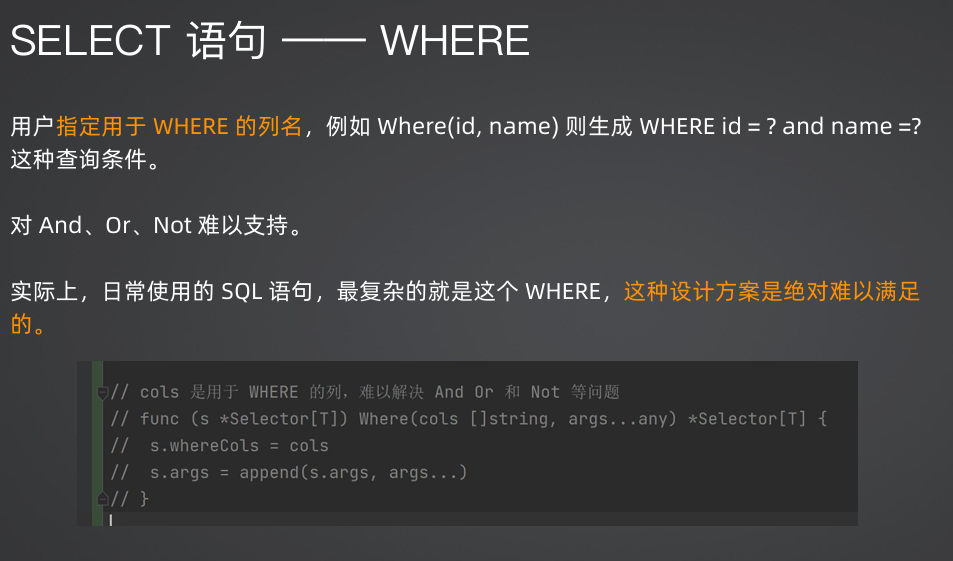 SELECT 语句 —— WHERE
用户指定用于 WHERE 的列名，例如 Where(id, name) 则生成 WHERE id = ? and name =?
这种查询条件。
对 And、Or、Not 难以支持。
实际上，日常使用的 SQL 语句，最复杂的就是这个 WHERE，这种设计方案是绝对难以满足
的。
// cols 是用于 WHERE 的列，难以解决 And Or 和 Not 等问题
// func (s *Selector[T]) Where(cols []string, args...any) *Selector[T] {
//  s.whereCols = cols
//  s.args = append(s.args, args...)
// }